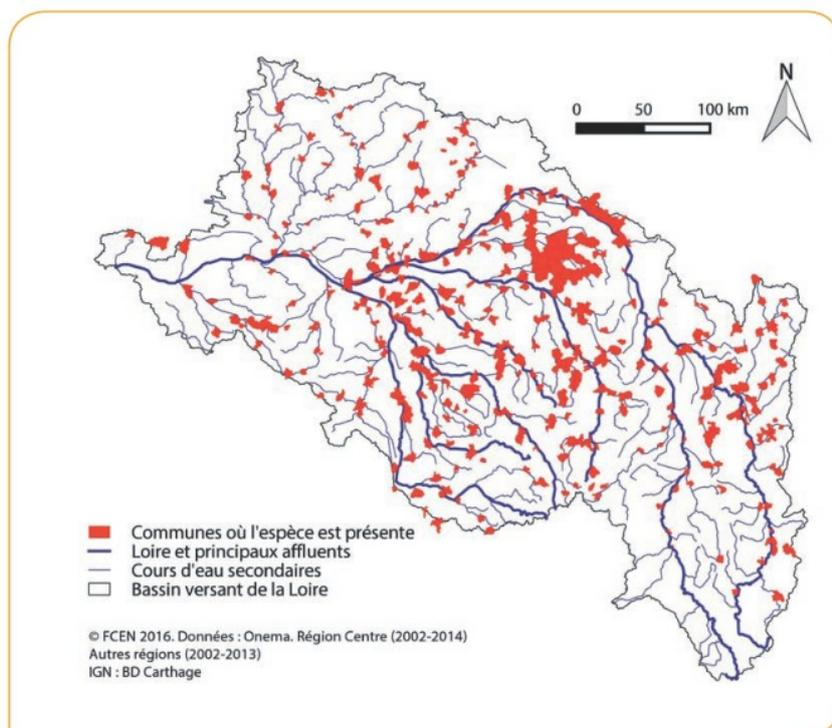 N
0 50 100 km
Communes où l'espèce est présente
Loire et principaux affluents
Cours d'eau secondaires
Bassin versant de la Loire
© FCEN 2016. Données : Onema. Région Centre (2002-2014)
Autres régions (2002-2013)
IGN : BD Carthage